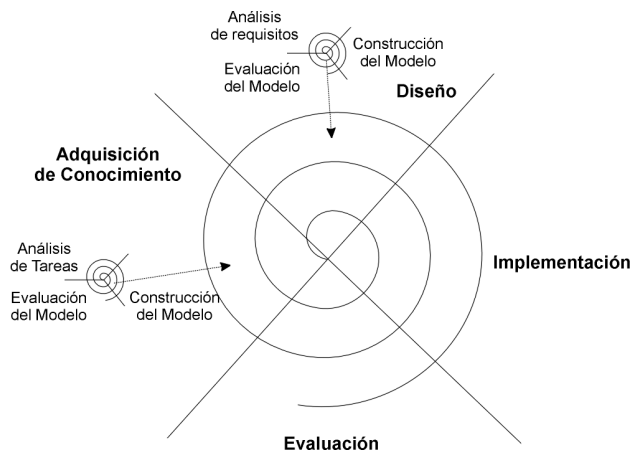 Análisis
de requisitos
Construcción
del Modelo
Evaluación
del Modelo
Diseño
Adquisición
de Conocimiento
Análisis
de Tareas
Evaluación
del Modelo
Construcción
del Modelo
Implementación
Evaluación